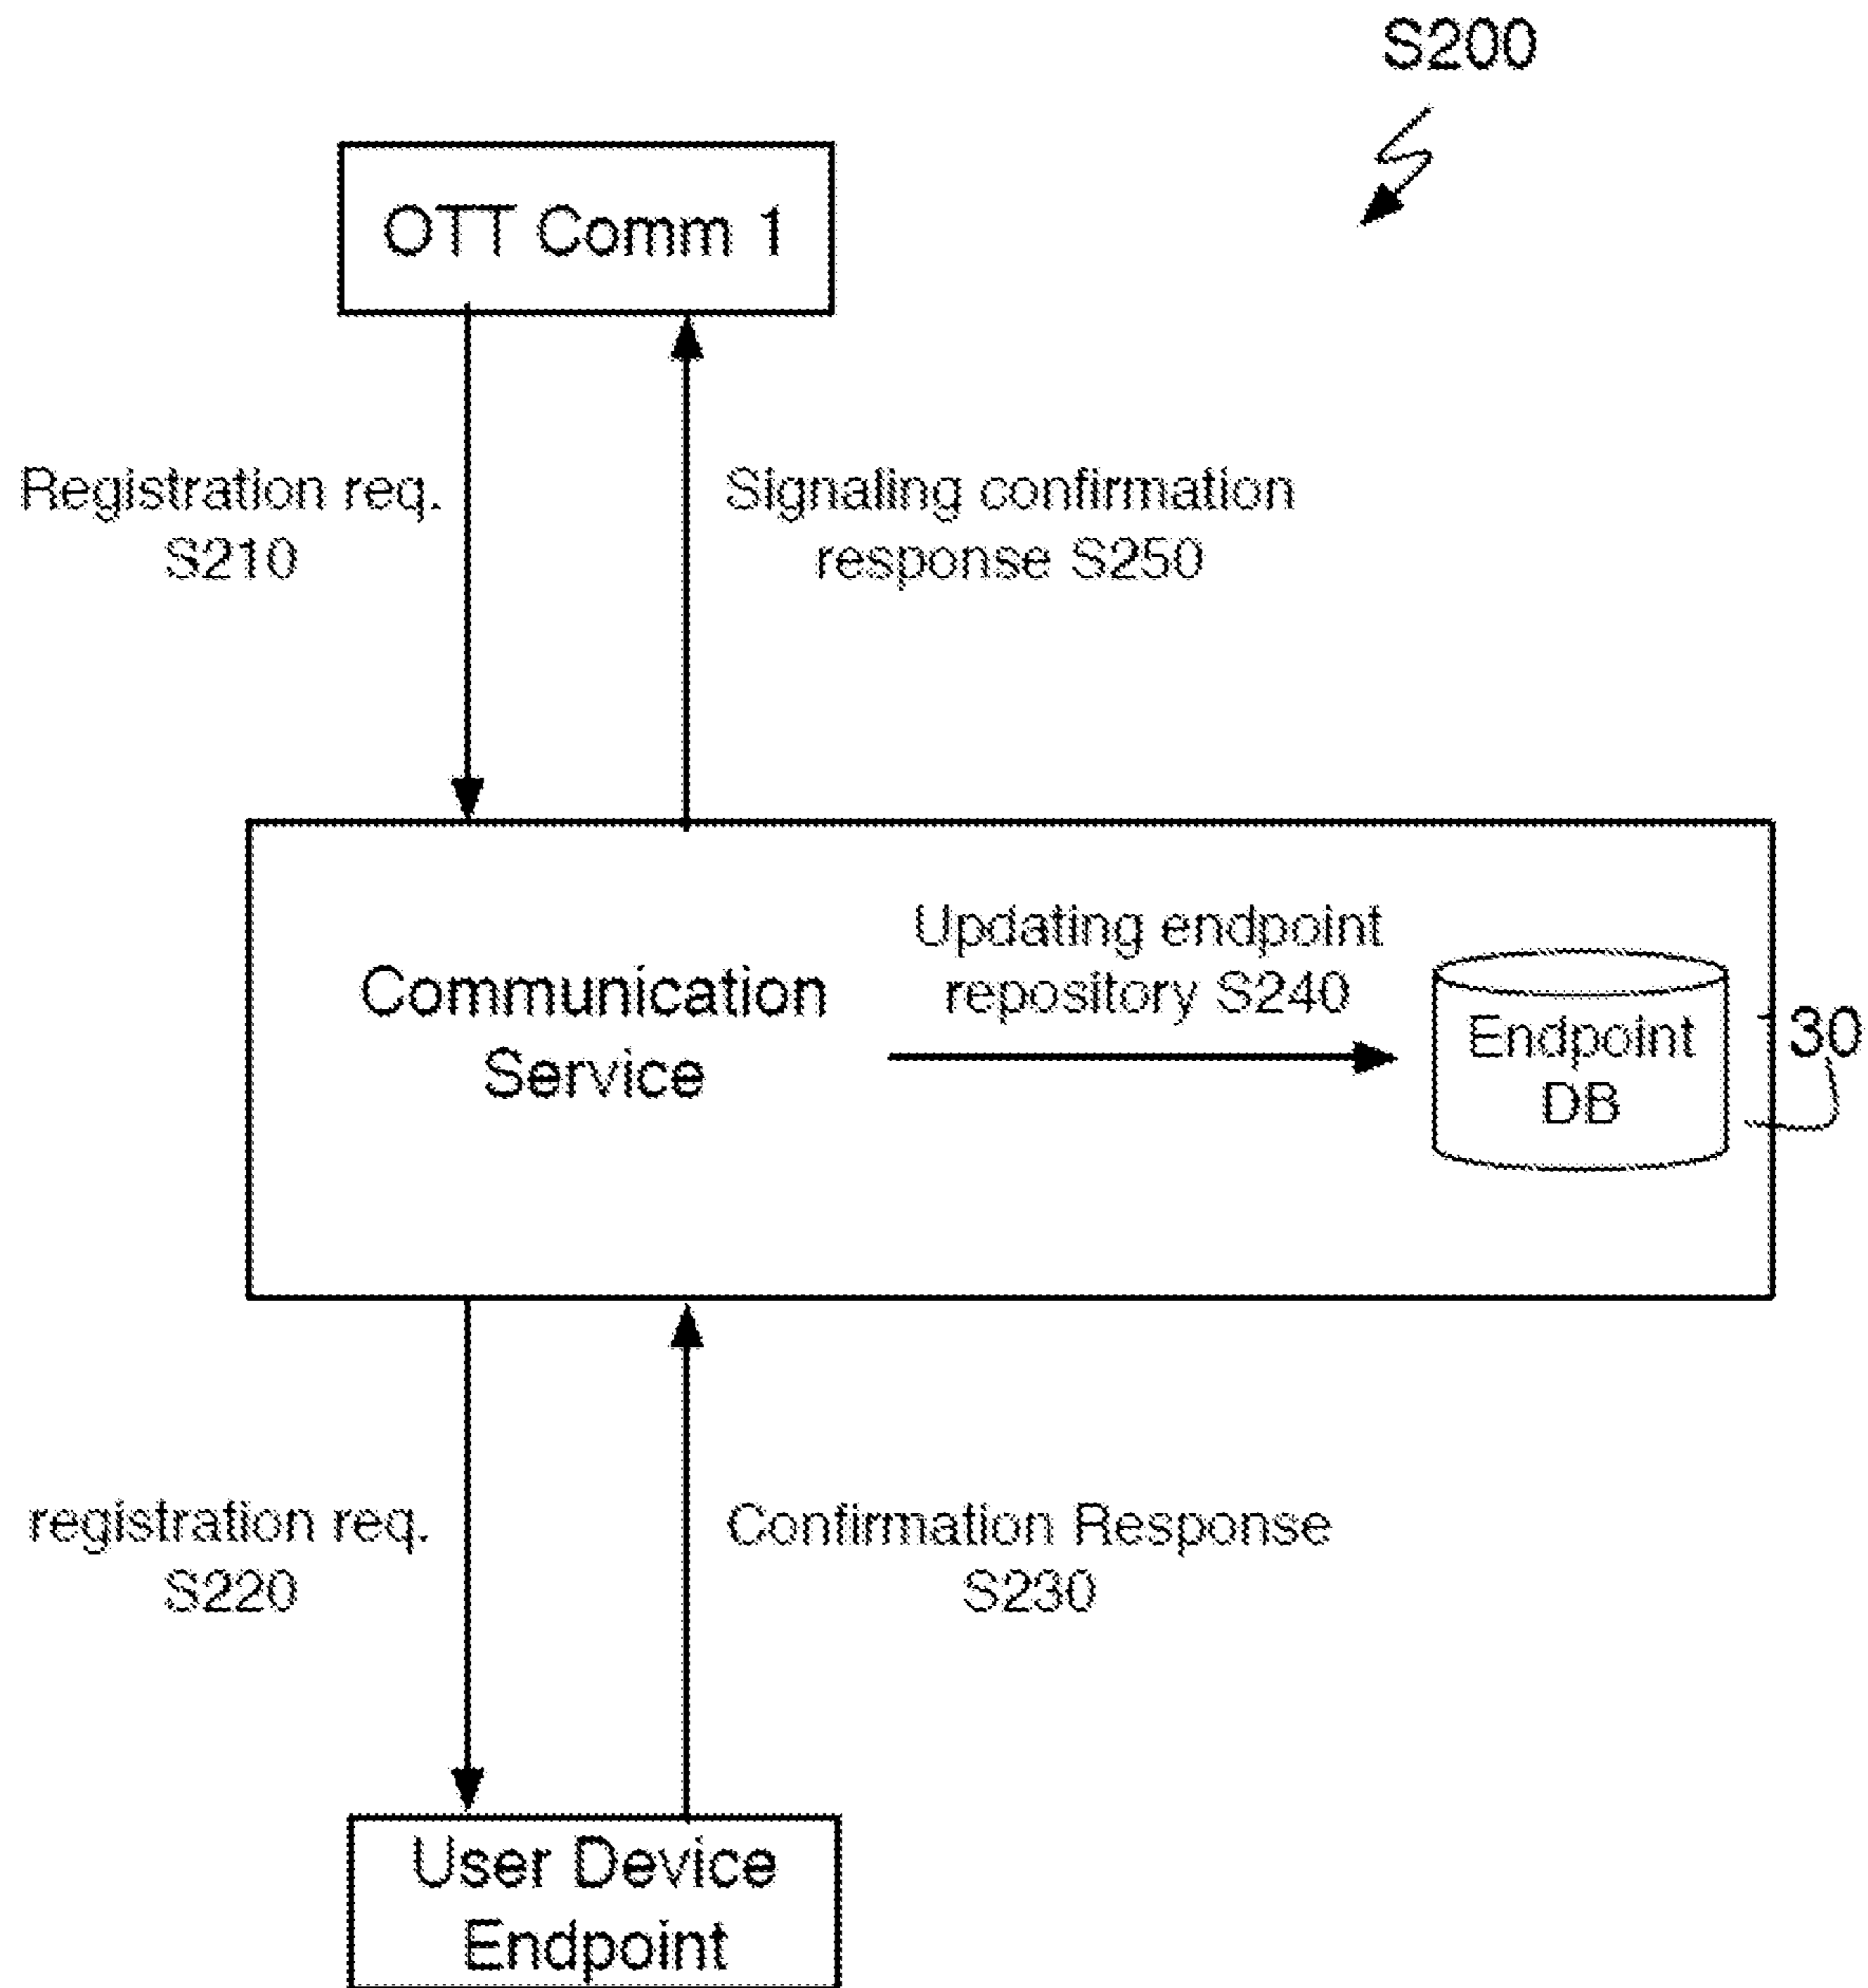 S200
OTT Comm 1
Registration req.
S210
Signaling confirmation
response S250
Updating endpoint
repository S240
Communication
Service
Endpoint
DB
30
registration req.
S220
Confirmation Response
S230
User Device
Endpoint